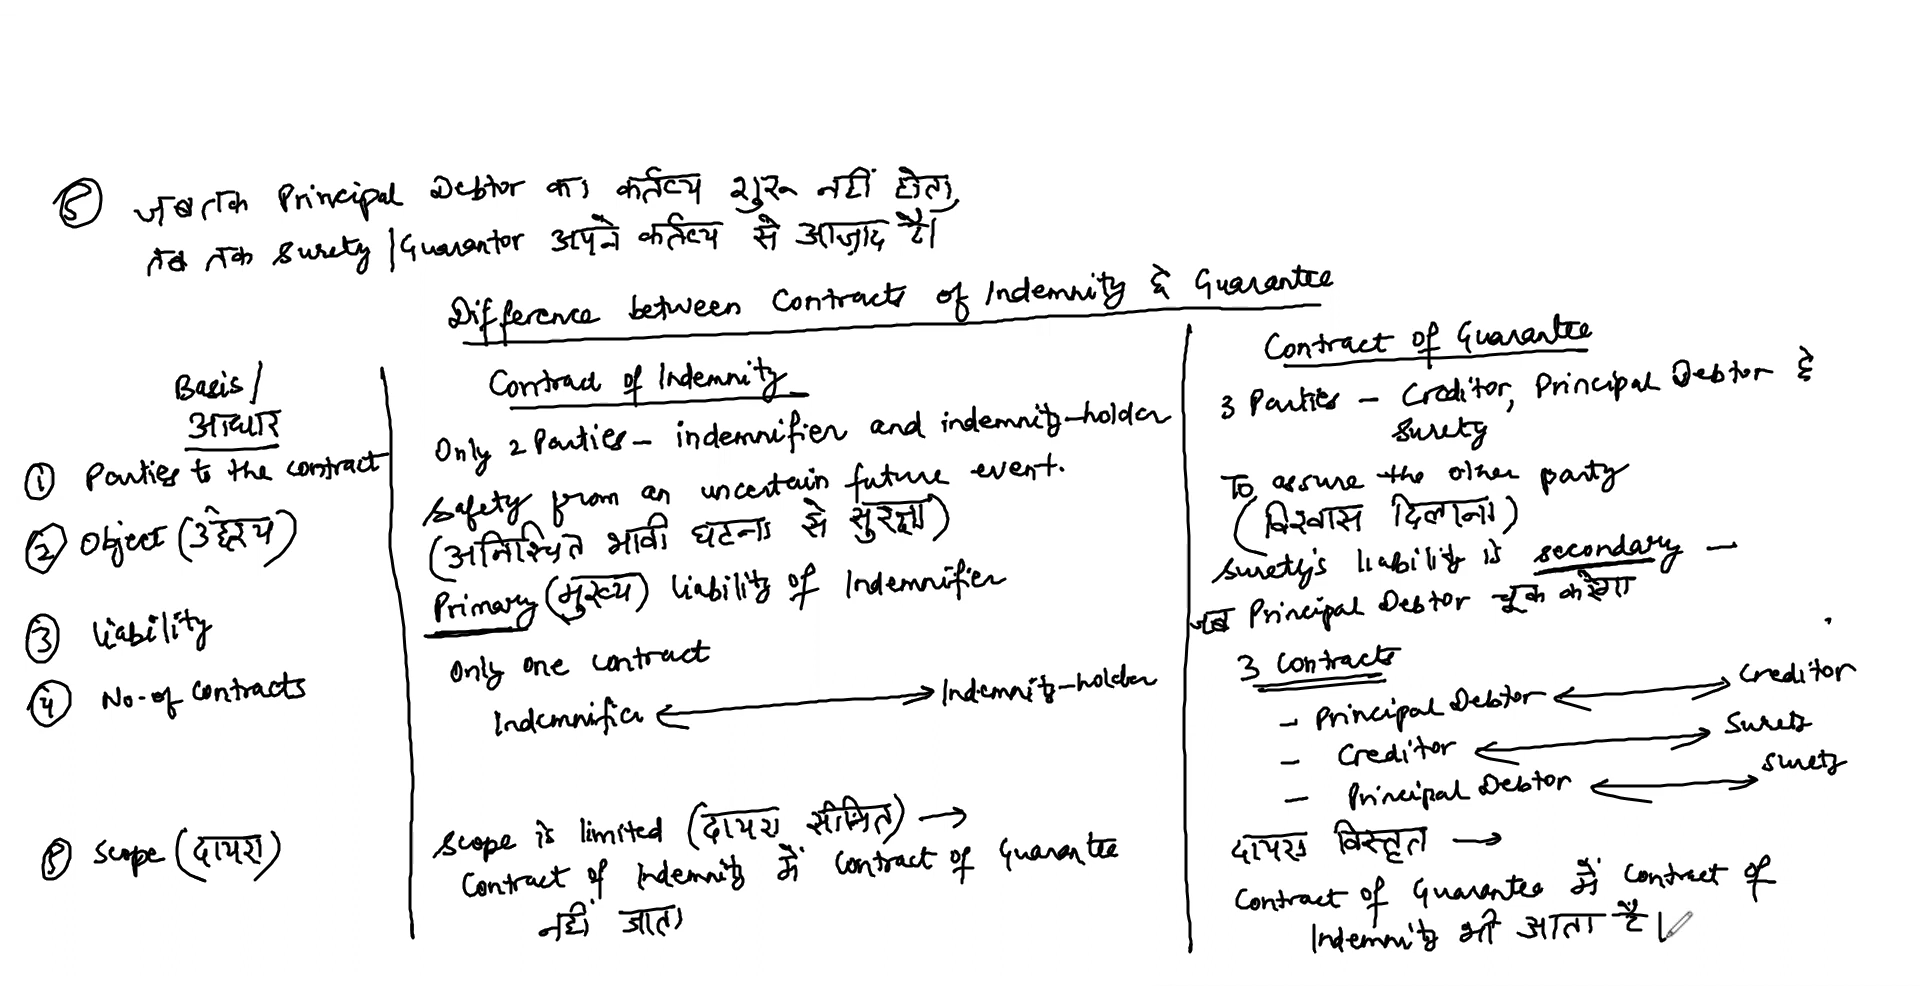 ⑤ जब तक Principal Debtor का कर्तव्य शुरू नहीं होता,
तब तक Surety / Guarantor अपने कर्तव्य से आज़ाद है।
Difference between Contracts of Indemnity & Guarantee
Basis /
आधार
① Parties to the contract
② Object (उद्देश्य)
③ Liability
④ No. of contracts
⑤ Scope (दायरा)
Contract of Indemnity
Only 2 Parties - indemnifier and indemnity-holder
Safety from an uncertain future event.
(अनिश्चित भावी घटना से सुरक्षा)
Primary (मुख्य) liability of Indemnifier
Only one contract
Indemnifier ⟷ Indemnity-holder
Scope is limited (दायरा सीमित) →
Contract of Indemnity में Contract of Guarantee
नहीं आता
Contract of Guarantee
3 Parties - Creditor, Principal Debtor &
Surety
To assure the other party
(विश्वास दिलाना)
Surety's liability is secondary -
जब Principal Debtor चूक करेगा
3 Contracts
- Principal Debtor ⟷ Creditor
- Creditor ⟷ Surety
- Principal Debtor ⟷ Surety
दायरा विस्तृत →
Contract of Guarantee में Contract of
Indemnity भी आता है।